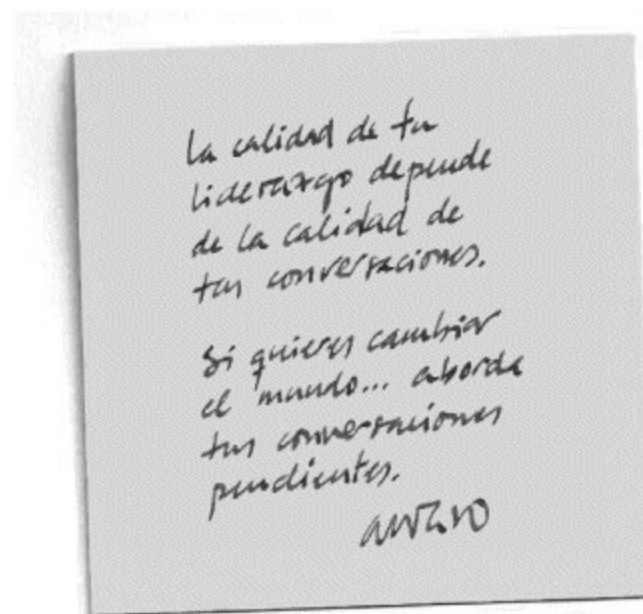 La calidad de tu
liderazgo depende
de la calidad de
tus conversaciones.
Si quieres cambiar
el mundo... aborda
tus conversaciones
pendientes.